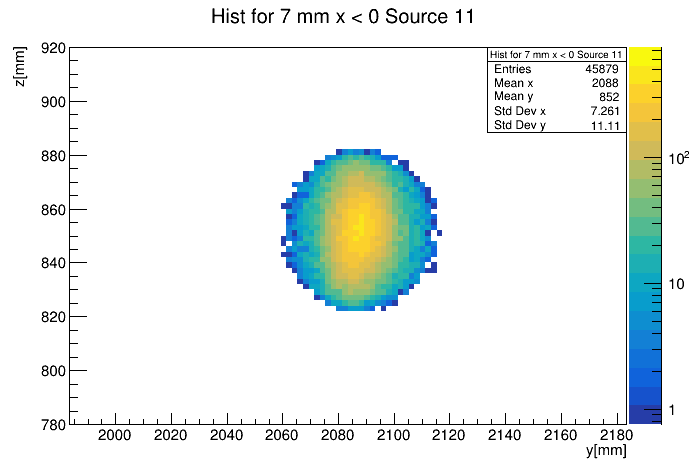 Hist for 7 mm x < 0 Source 11
z[mm]
920
900
880
860
840
820
800
780
2000 2020 2040 2060 2080 2100 2120 2140 2160 2180
y[mm]
Hist for 7 mm x < 0 Source 11
Entries 45879
Mean x 2088
Mean y 852
Std Dev x 7.261
Std Dev y 11.11
10²
10
1